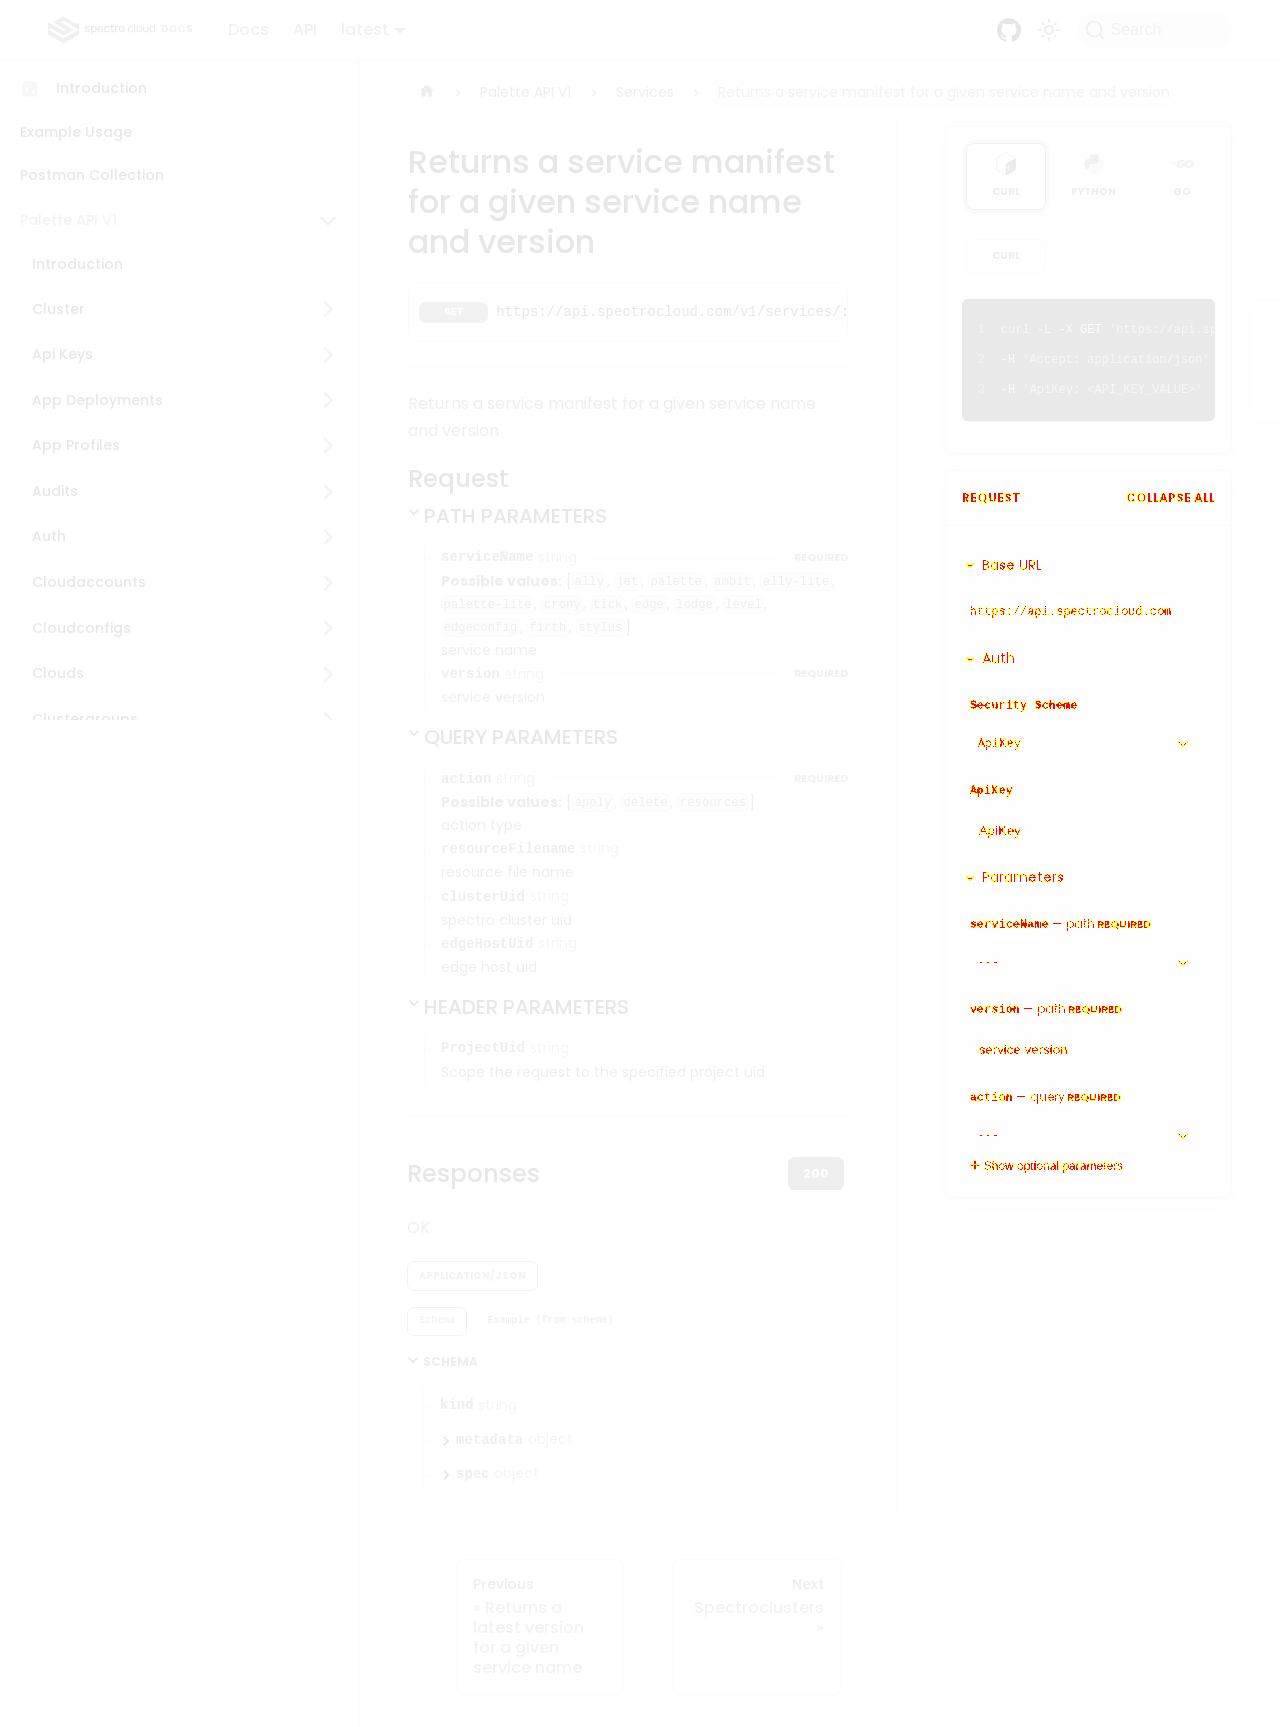 spectro cloud DOCS
Docs
API
latest
Search
Introduction
Example Usage
Postman Collection
Palette API V1
Introduction
Cluster
Api Keys
App Deployments
App Profiles
Audits
Auth
Cloudaccounts
Cloudconfigs
Clouds
Clustergroups
Palette API V1
Services
Returns a service manifest for a given service name and version
Returns a service manifest
for a given service name
and version
GET https://api.spectrocloud.com/v1/services/:
Returns a service manifest for a given service name
and version
Request
PATH PARAMETERS
serviceName string REQUIRED
Possible values: [ally, jet, palette, ambit, ally-lite,
palette-lite, crony, tick, edge, lodge, level,
edgeconfig, firth, stylus]
service name
version string REQUIRED
service version
QUERY PARAMETERS
action string REQUIRED
Possible values: [apply, delete, resources]
action type
resourceFilename string
resource file name
clusterUid string
spectro cluster uid
edgeHostUid string
edge host uid
HEADER PARAMETERS
ProjectUid string
Scope the request to the specified project uid
Responses
200
OK
APPLICATION/JSON
Schema
Example (from schema)
SCHEMA
kind string
metadata object
spec object
Previous
« Returns a
latest version
for a given
service name
Next
Spectroclusters
»
CURL
PYTHON
GO
CURL
1 curl -L -X GET 'https://api.sp
2 -H 'Accept: application/json'
3 -H 'ApiKey: <API_KEY_VALUE>'
REQUEST
COLLAPSE ALL
Base URL
https://api.spectrocloud.com
Auth
Security Scheme
ApiKey
ApiKey
ApiKey
Parameters
serviceName — path REQUIRED
---
version — path REQUIRED
service version
action — query REQUIRED
---
Show optional parameters